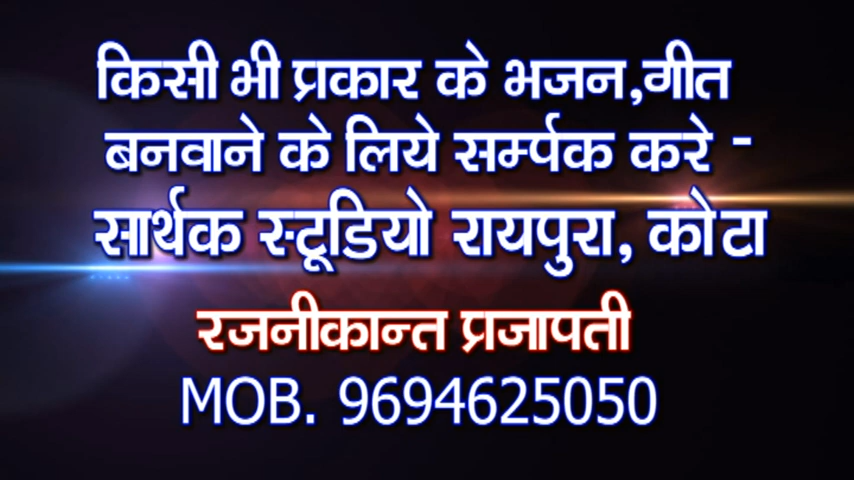 किसी भी प्रकार के भजन,गीत
बनवाने के लिये सर्म्पक करे -
सार्थक स्टूडियो रायपुरा, कोटा
रजनीकान्त प्रजापती
MOB. 9694625050